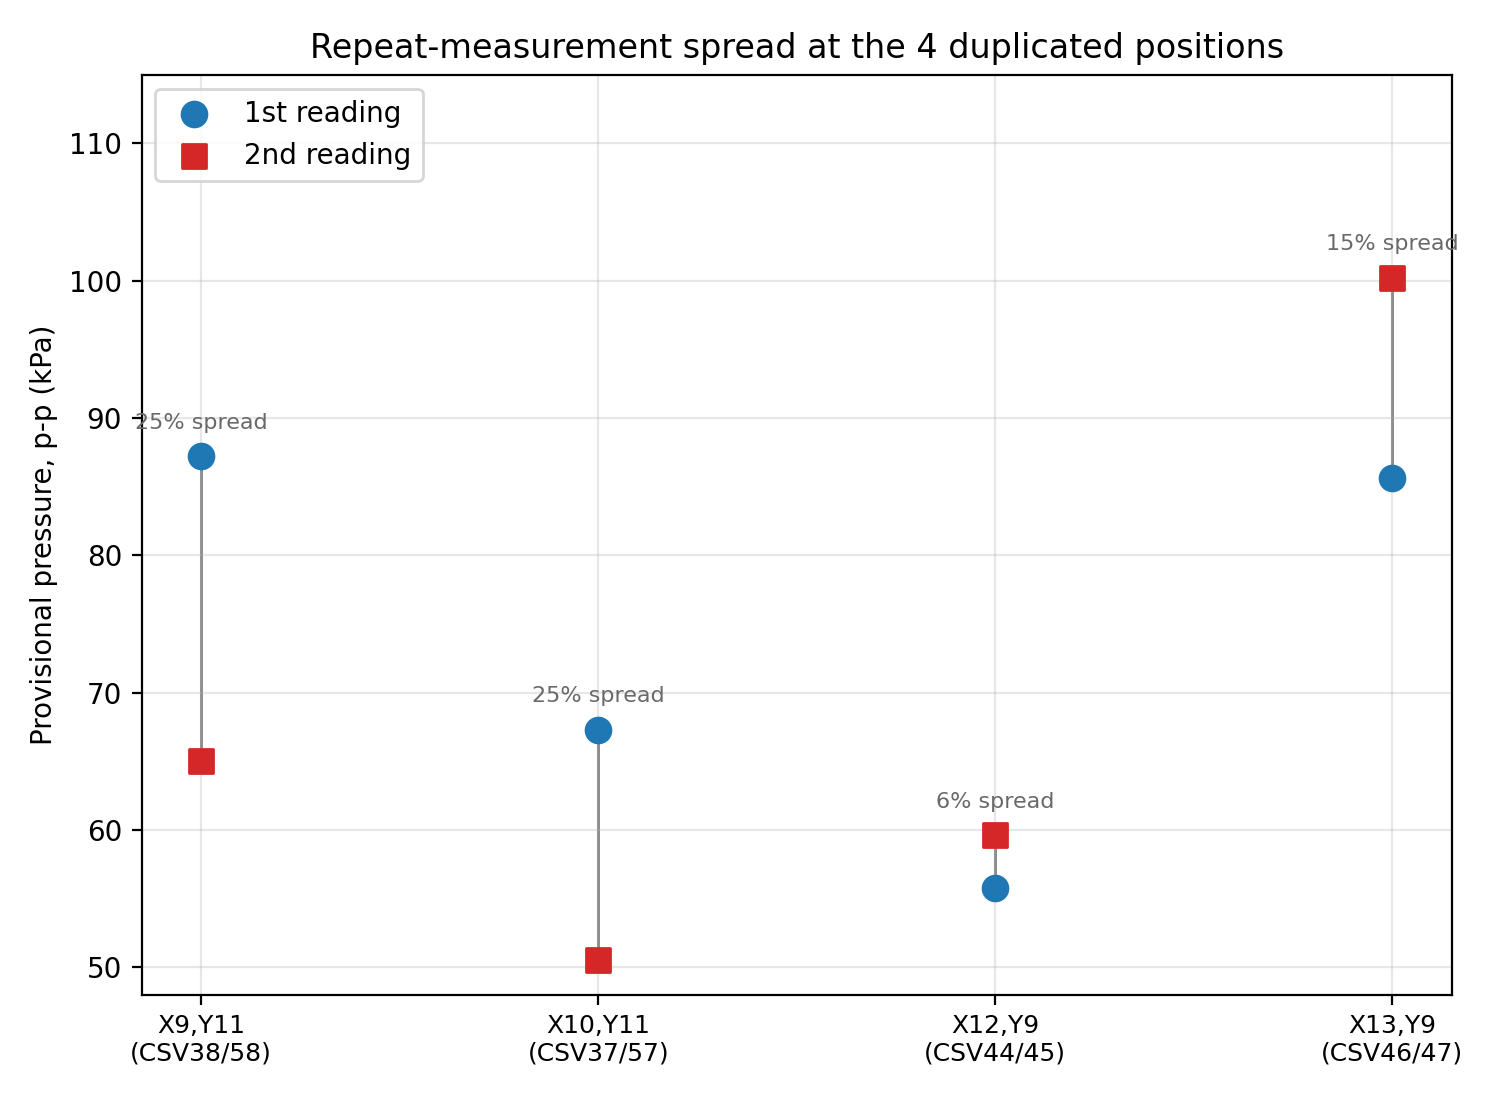 Repeat-measurement spread at the 4 duplicated positions
1st reading
2nd reading
Provisional pressure, p-p (kPa)
110
100
90
80
70
60
50
15% spread
25% spread
25% spread
6% spread
X9,Y11
(CSV38/58)
X10,Y11
(CSV37/57)
X12,Y9
(CSV44/45)
X13,Y9
(CSV46/47)